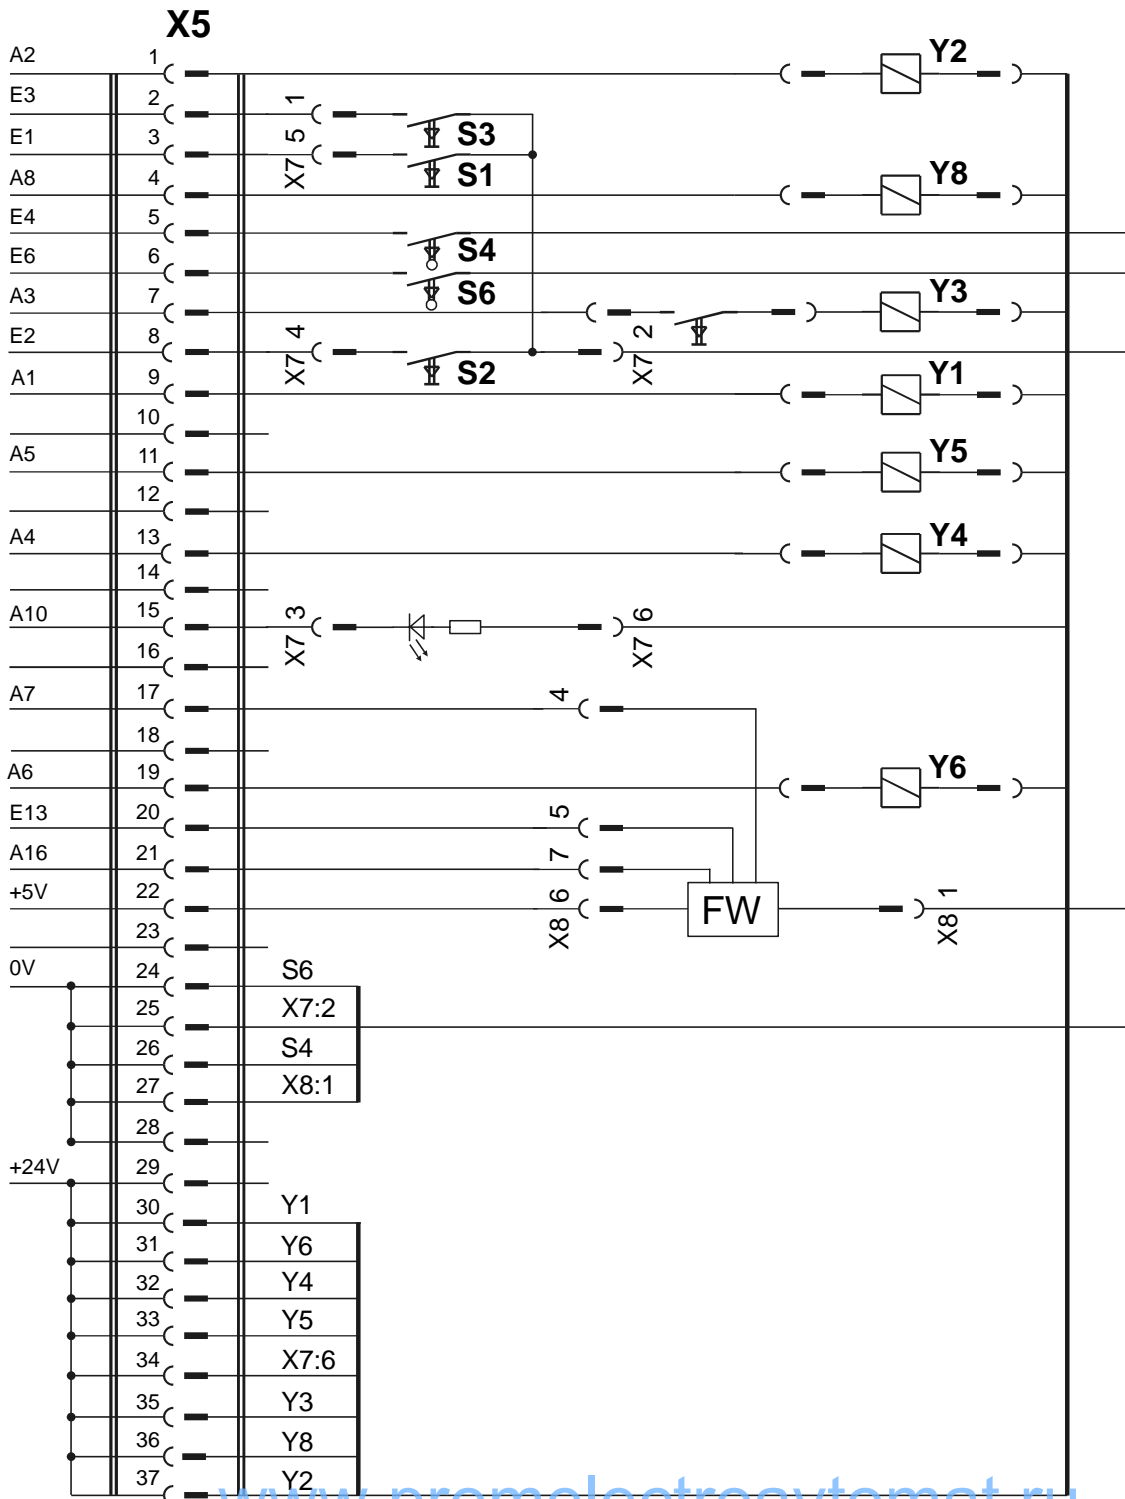 X5
A2 1 Y2
E3 2 1 S3
E1 3 X7 5 S1
A8 4 Y8
E4 5 S4
E6 6 S6
A3 7 Y3
E2 8 X7 4 S2 X7 2
A1 9 Y1
10
A5 11 Y5
12
A4 13 Y4
14
A10 15 X7 3 X7 6
16
A7 17 4
18
A6 19 Y6
E13 20 5
A16 21 7
+5V 22 X8 6 FW X8 1
23
0V 24 S6
25 X7:2
26 S4
27 X8:1
28
+24V 29
30 Y1
31 Y6
32 Y4
33 Y5
34 X7:6
35 Y3
36 Y8
37 Y2
www.promelectroavtomat.ru